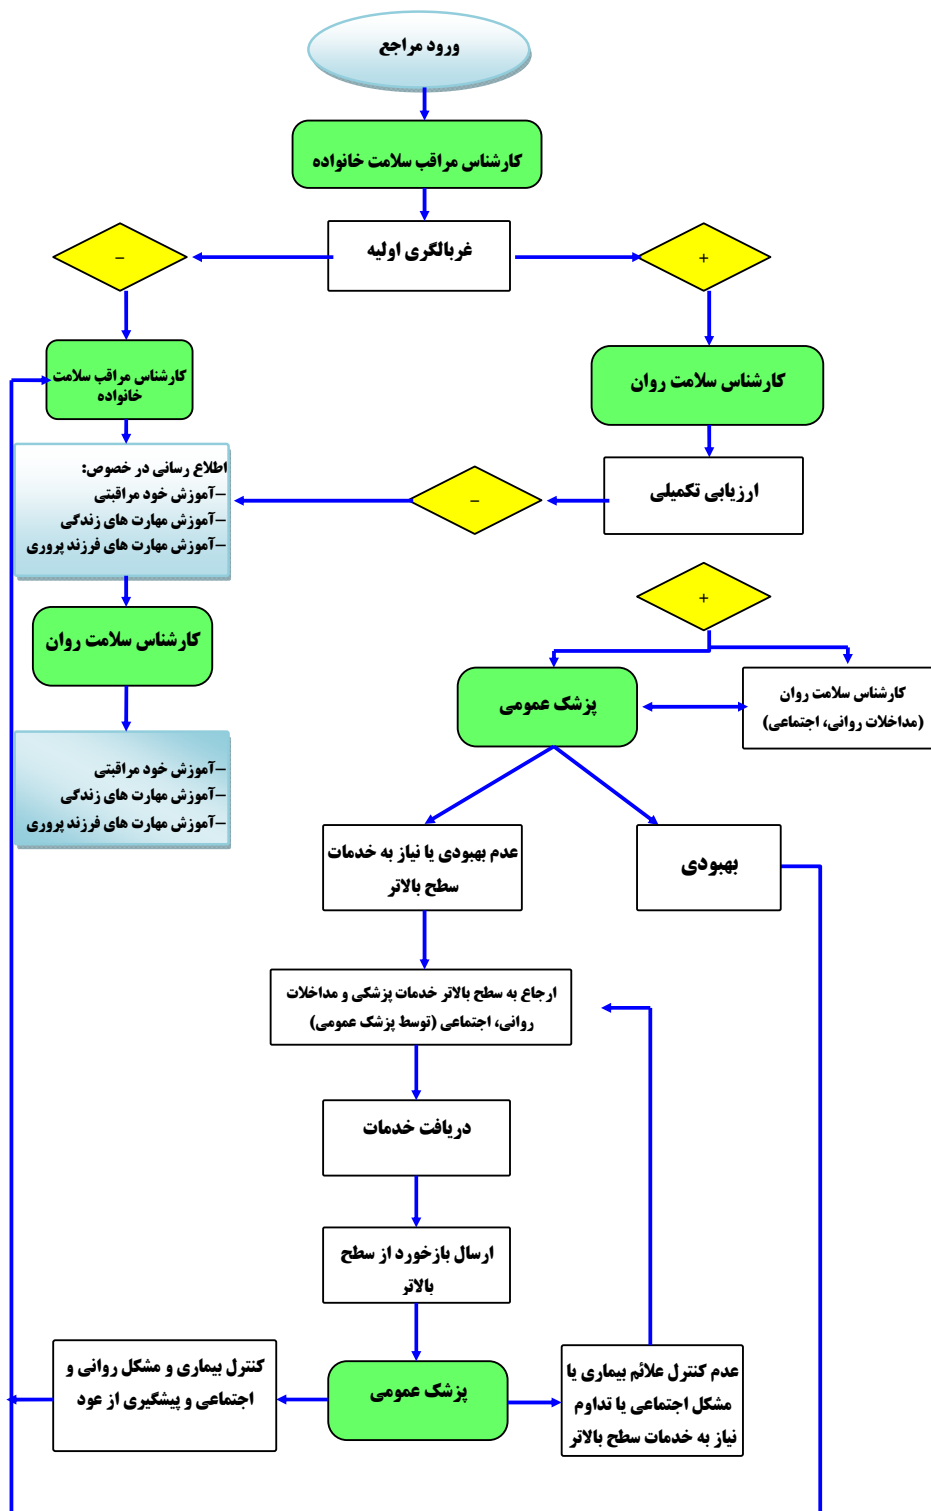 ورود مراجع
کارشناس مراقب سلامت خانواده
غربالگری اولیه
+
–
کارشناس سلامت روان
کارشناس مراقب سلامت
خانواده
ارزیابی تکمیلی
–
اطلاع رسانی در خصوص:
–آموزش خود مراقبتی
–آموزش مهارت های زندگی
–آموزش مهارت های فرزند پروری
+
کارشناس سلامت روان
کارشناس سلامت روان
(مداخلات روانی، اجتماعی)
پزشک عمومی
–آموزش خود مراقبتی
–آموزش مهارت های زندگی
–آموزش مهارت های فرزند پروری
بهبودی
عدم بهبودی یا نیاز به خدمات
سطح بالاتر
ارجاع به سطح بالاتر خدمات پزشکی و مداخلات
روانی، اجتماعی (توسط پزشک عمومی)
دریافت خدمات
ارسال بازخورد از سطح
بالاتر
عدم کنترل علائم بیماری یا
مشکل اجتماعی یا تداوم
نیاز به خدمات سطح بالاتر
پزشک عمومی
کنترل بیماری و مشکل روانی و
اجتماعی و پیشگیری از عود